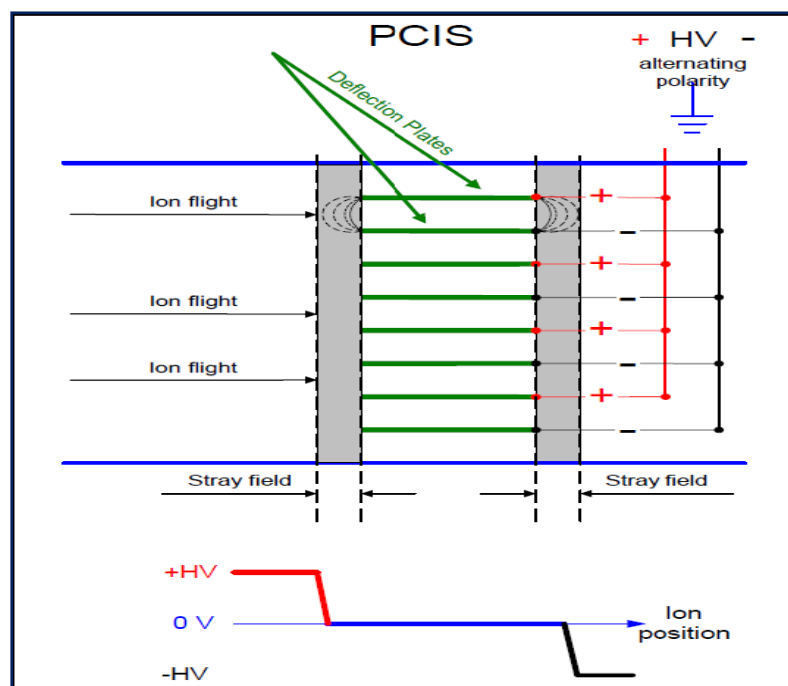 PCIS
+ HV -
alternating
polarity
Deflection Plates
Ion flight
+
-
+
Ion flight
-
+
Ion flight
-
+
-
Stray field
Stray field
+HV
0 V
Ion
position
-HV